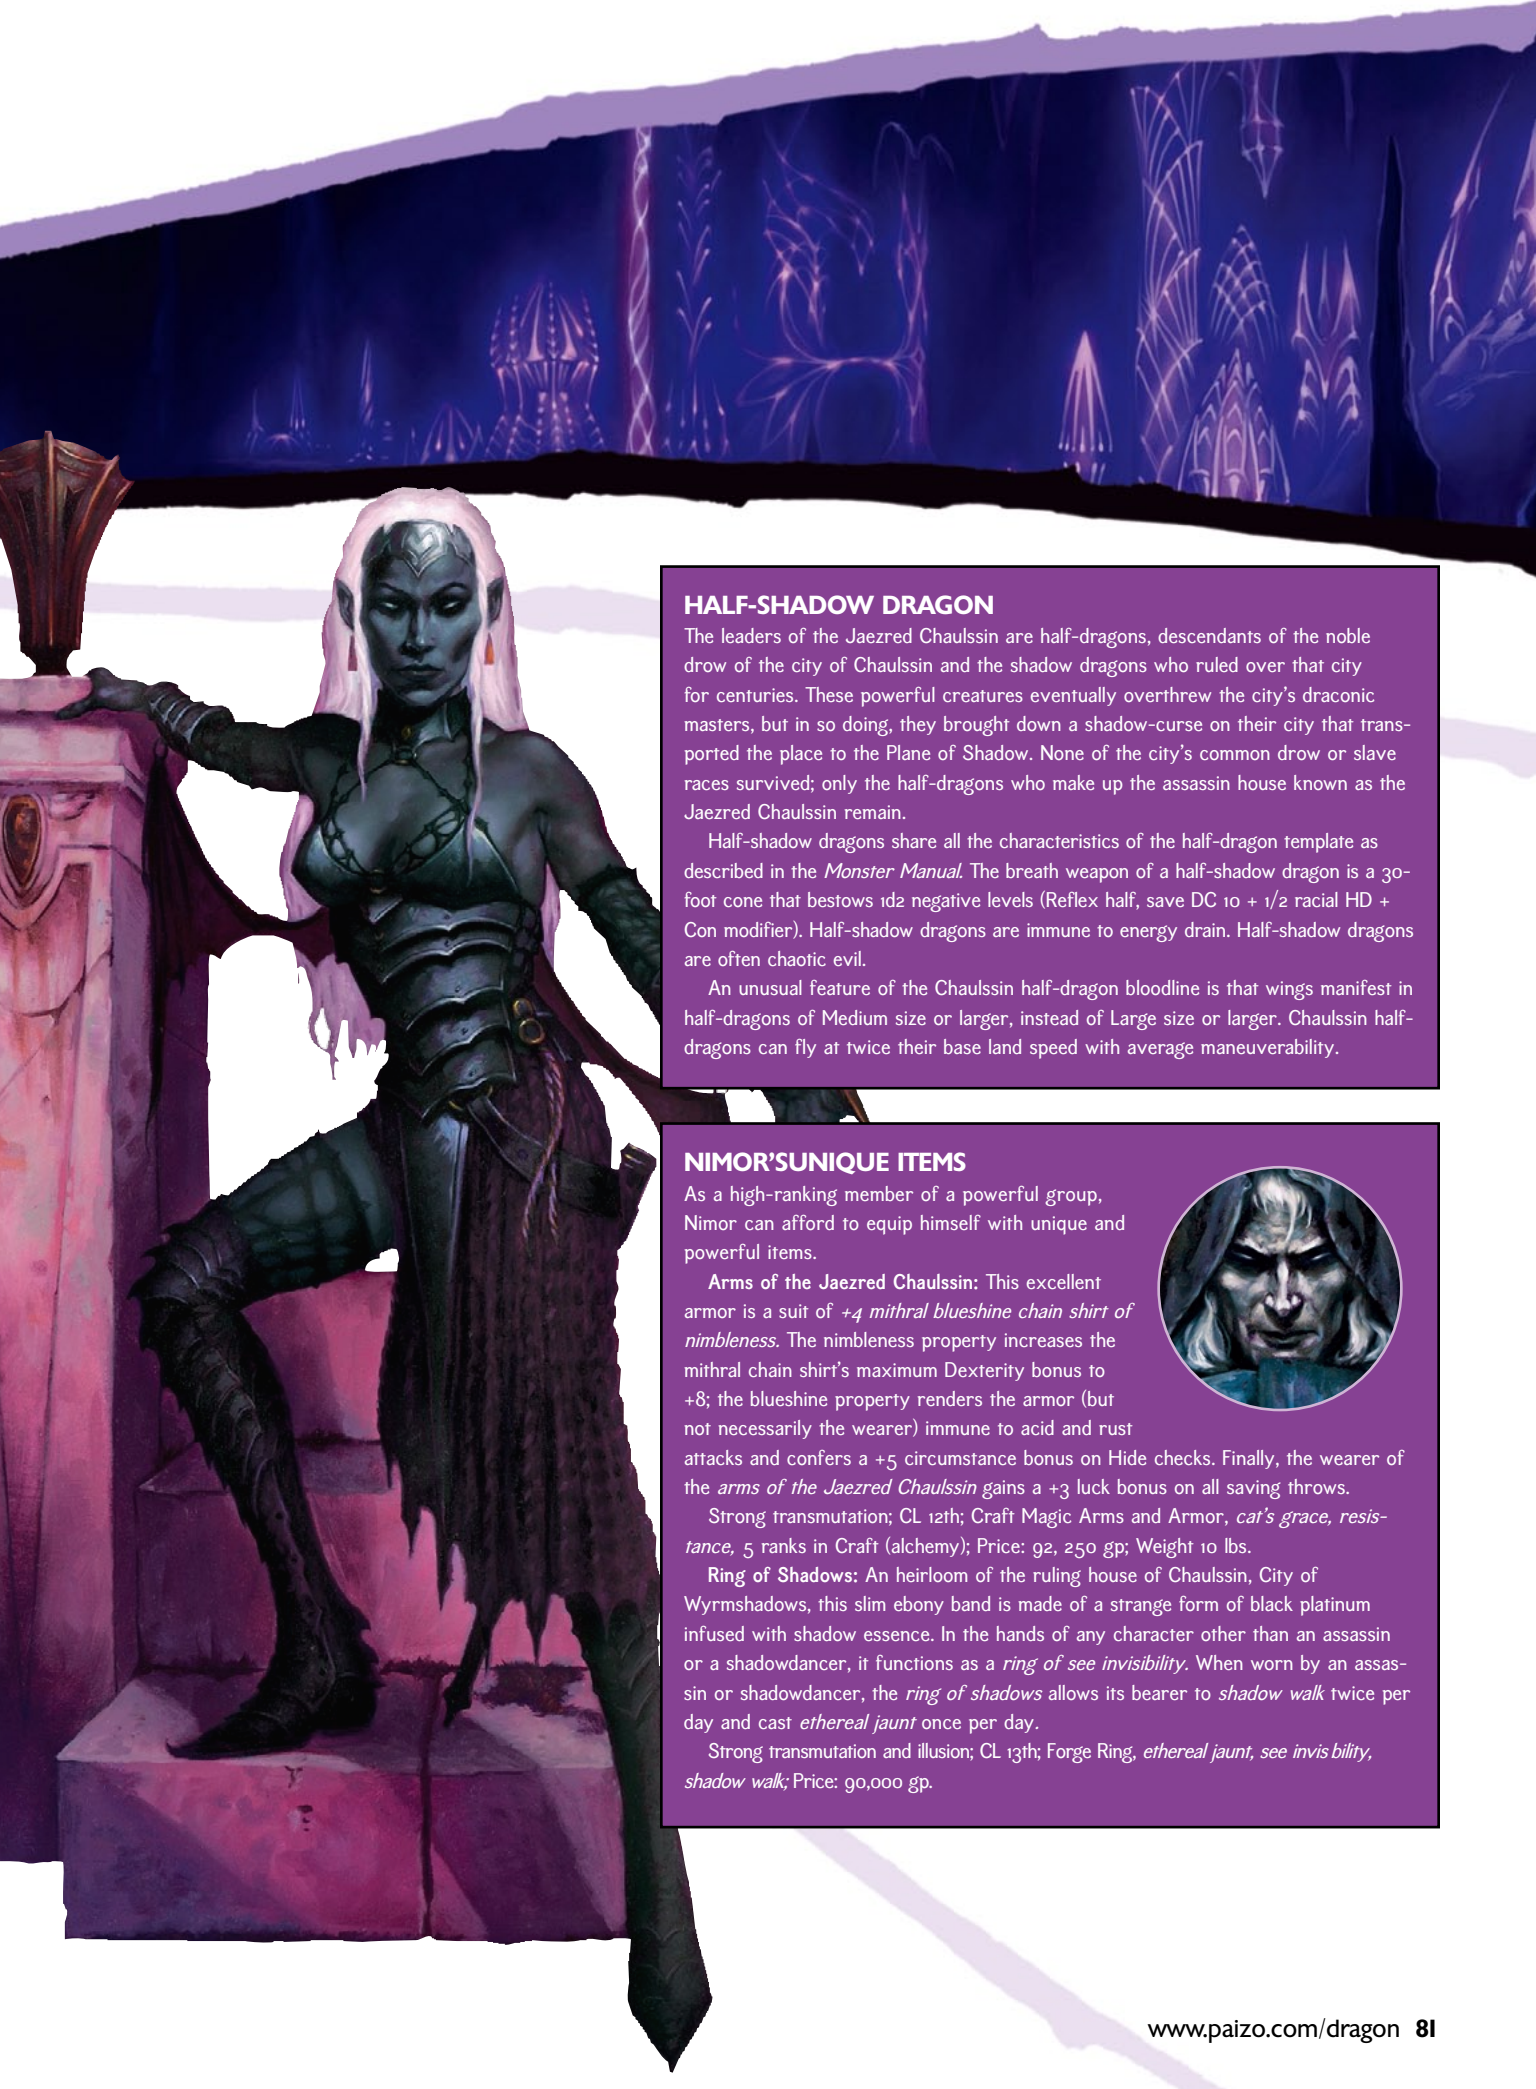 HALF-SHADOW DRAGON
The leaders of the Jaezred Chaulssin are half-dragons, descendants of the noble
drow of the city of Chaulssin and the shadow dragons who ruled over that city
for centuries. These powerful creatures eventually overthrew the city's draconic
masters, but in so doing, they brought down a shadow-curse on their city that trans-
ported the place to the Plane of Shadow. None of the city's common drow or slave
races survived; only the half-dragons who make up the assassin house known as the
Jaezred Chaulssin remain.
Half-shadow dragons share all the characteristics of the half-dragon template as
described in the Monster Manual. The breath weapon of a half-shadow dragon is a 30-
foot cone that bestows 1d2 negative levels (Reflex half, save DC 10 + 1/2 racial HD +
Con modifier). Half-shadow dragons are immune to energy drain. Half-shadow dragons
are often chaotic evil.
An unusual feature of the Chaulssin half-dragon bloodline is that wings manifest in
half-dragons of Medium size or larger, instead of Large size or larger. Chaulssin half-
dragons can fly at twice their base land speed with average maneuverability.
NIMOR'SUNIQUE ITEMS
As a high-ranking member of a powerful group,
Nimor can afford to equip himself with unique and
powerful items.
Arms of the Jaezred Chaulssin: This excellent
armor is a suit of +4 mithral blueshine chain shirt of
nimbleness. The nimbleness property increases the
mithral chain shirt's maximum Dexterity bonus to
+8; the blueshine property renders the armor (but
not necessarily the wearer) immune to acid and rust
attacks and confers a +5 circumstance bonus on Hide checks. Finally, the wearer of
the arms of the Jaezred Chaulssin gains a +3 luck bonus on all saving throws.
Strong transmutation; CL 12th; Craft Magic Arms and Armor, cat's grace, resis-
tance, 5 ranks in Craft (alchemy); Price: 92, 250 gp; Weight 10 lbs.
Ring of Shadows: An heirloom of the ruling house of Chaulssin, City of
Wyrmshadows, this slim ebony band is made of a strange form of black platinum
infused with shadow essence. In the hands of any character other than an assassin
or a shadowdancer, it functions as a ring of see invisibility. When worn by an assas-
sin or shadowdancer, the ring of shadows allows its bearer to shadow walk twice per
day and cast ethereal jaunt once per day.
Strong transmutation and illusion; CL 13th; Forge Ring, ethereal jaunt, see invis bility,
shadow walk; Price: 90,000 gp.
www.paizo.com/dragon 81